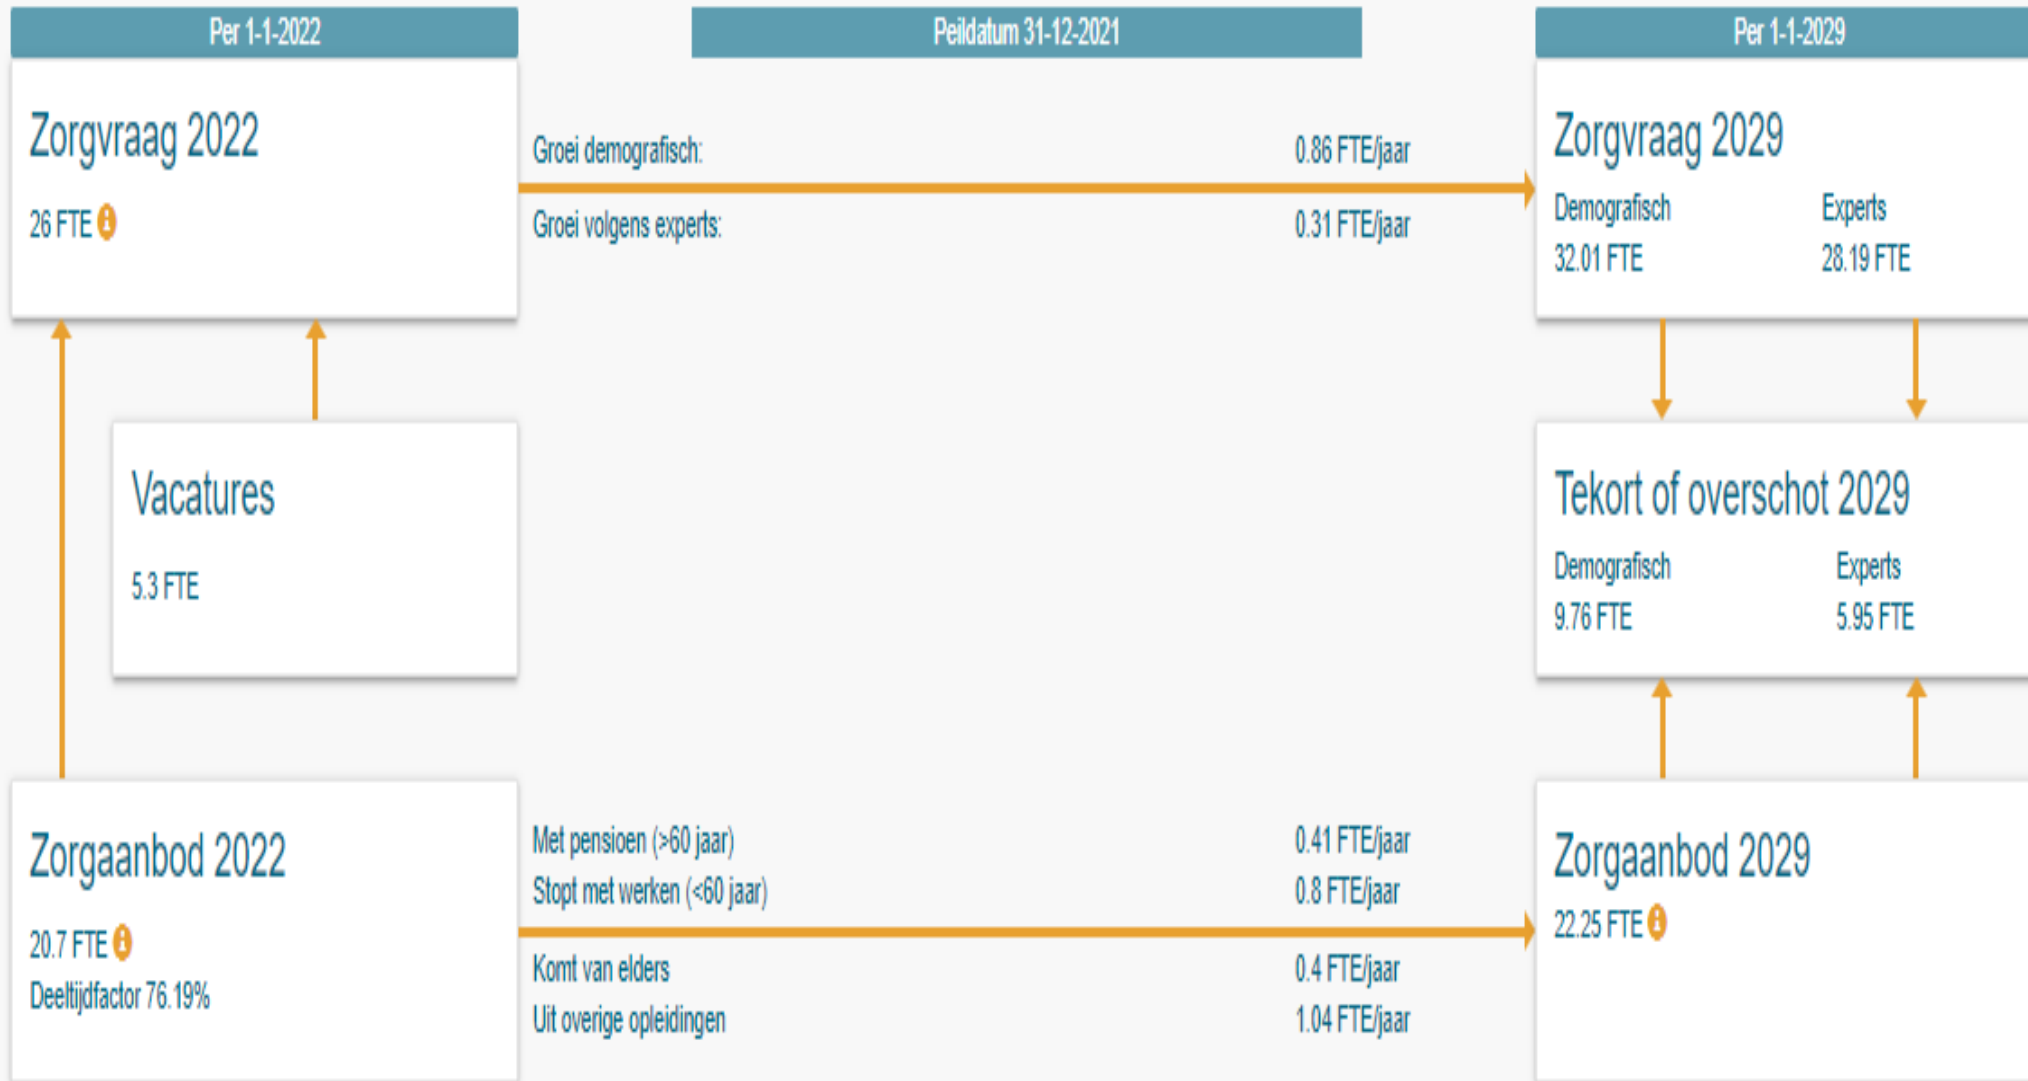 Per 1-1-2022
Peildatum 31-12-2021
Per 1-1-2029
Zorgvraag 2022
26 FTE
Groei demografisch: 0.86 FTE/jaar
Groei volgens experts: 0.31 FTE/jaar
Zorgvraag 2029
Demografisch Experts
32.01 FTE 28.19 FTE
Vacatures
5.3 FTE
Tekort of overschot 2029
Demografisch Experts
9.76 FTE 5.95 FTE
Zorgaanbod 2022
20.7 FTE
Deeltijdfactor 76.19%
Met pensioen (>60 jaar) 0.41 FTE/jaar
Stopt met werken (<60 jaar) 0.8 FTE/jaar
Komt van elders 0.4 FTE/jaar
Uit overige opleidingen 1.04 FTE/jaar
Zorgaanbod 2029
22.25 FTE